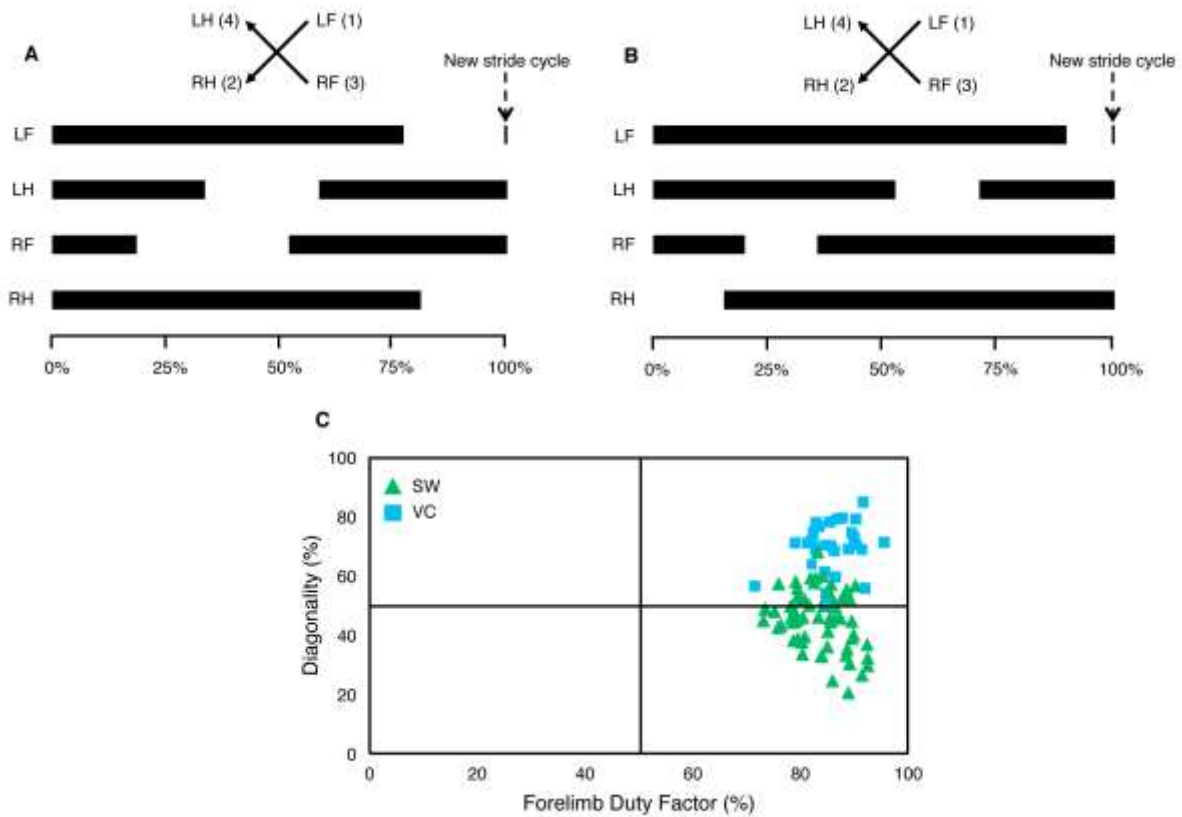 A
LH (4) LF (1)
RH (2) RF (3)
New stride cycle
LF
LH
RF
RH
0% 25% 50% 75% 100%
B
LH (4) LF (1)
RH (2) RF (3)
New stride cycle
LF
LH
RF
RH
0% 25% 50% 75% 100%
C
100
80
60
40
20
0
Diagonality (%)
SW
VC
0 20 40 60 80 100
Forelimb Duty Factor (%)